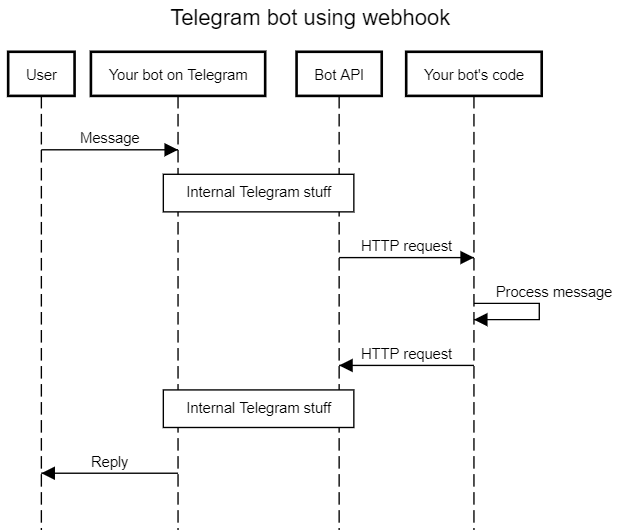 Telegram bot using webhook
User
Your bot on Telegram
Bot API
Your bot's code
Message
Internal Telegram stuff
HTTP request
Process message
HTTP request
Internal Telegram stuff
Reply